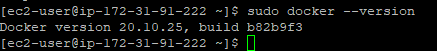 [ec2-user@ip-172-31-91-222 ~]$ sudo docker --version
Docker version 20.10.25, build b82b9f3
[ec2-user@ip-172-31-91-222 ~]$